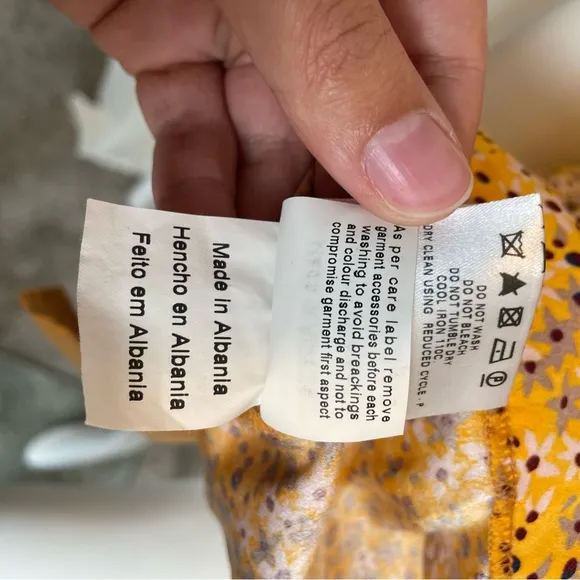 Made in Albania
Hencho en Albania
Feito em Albania
As per care label remove
garment accessories before each
washing to avoid breackings
and colour discharge and not to
compromise garment first aspect
DO NOT WASH
DO NOT BLEACH
DO NOT TUMBLE DRY
COOL IRON 110C
DRY CLEAN USING REDUCED CYCLE-P